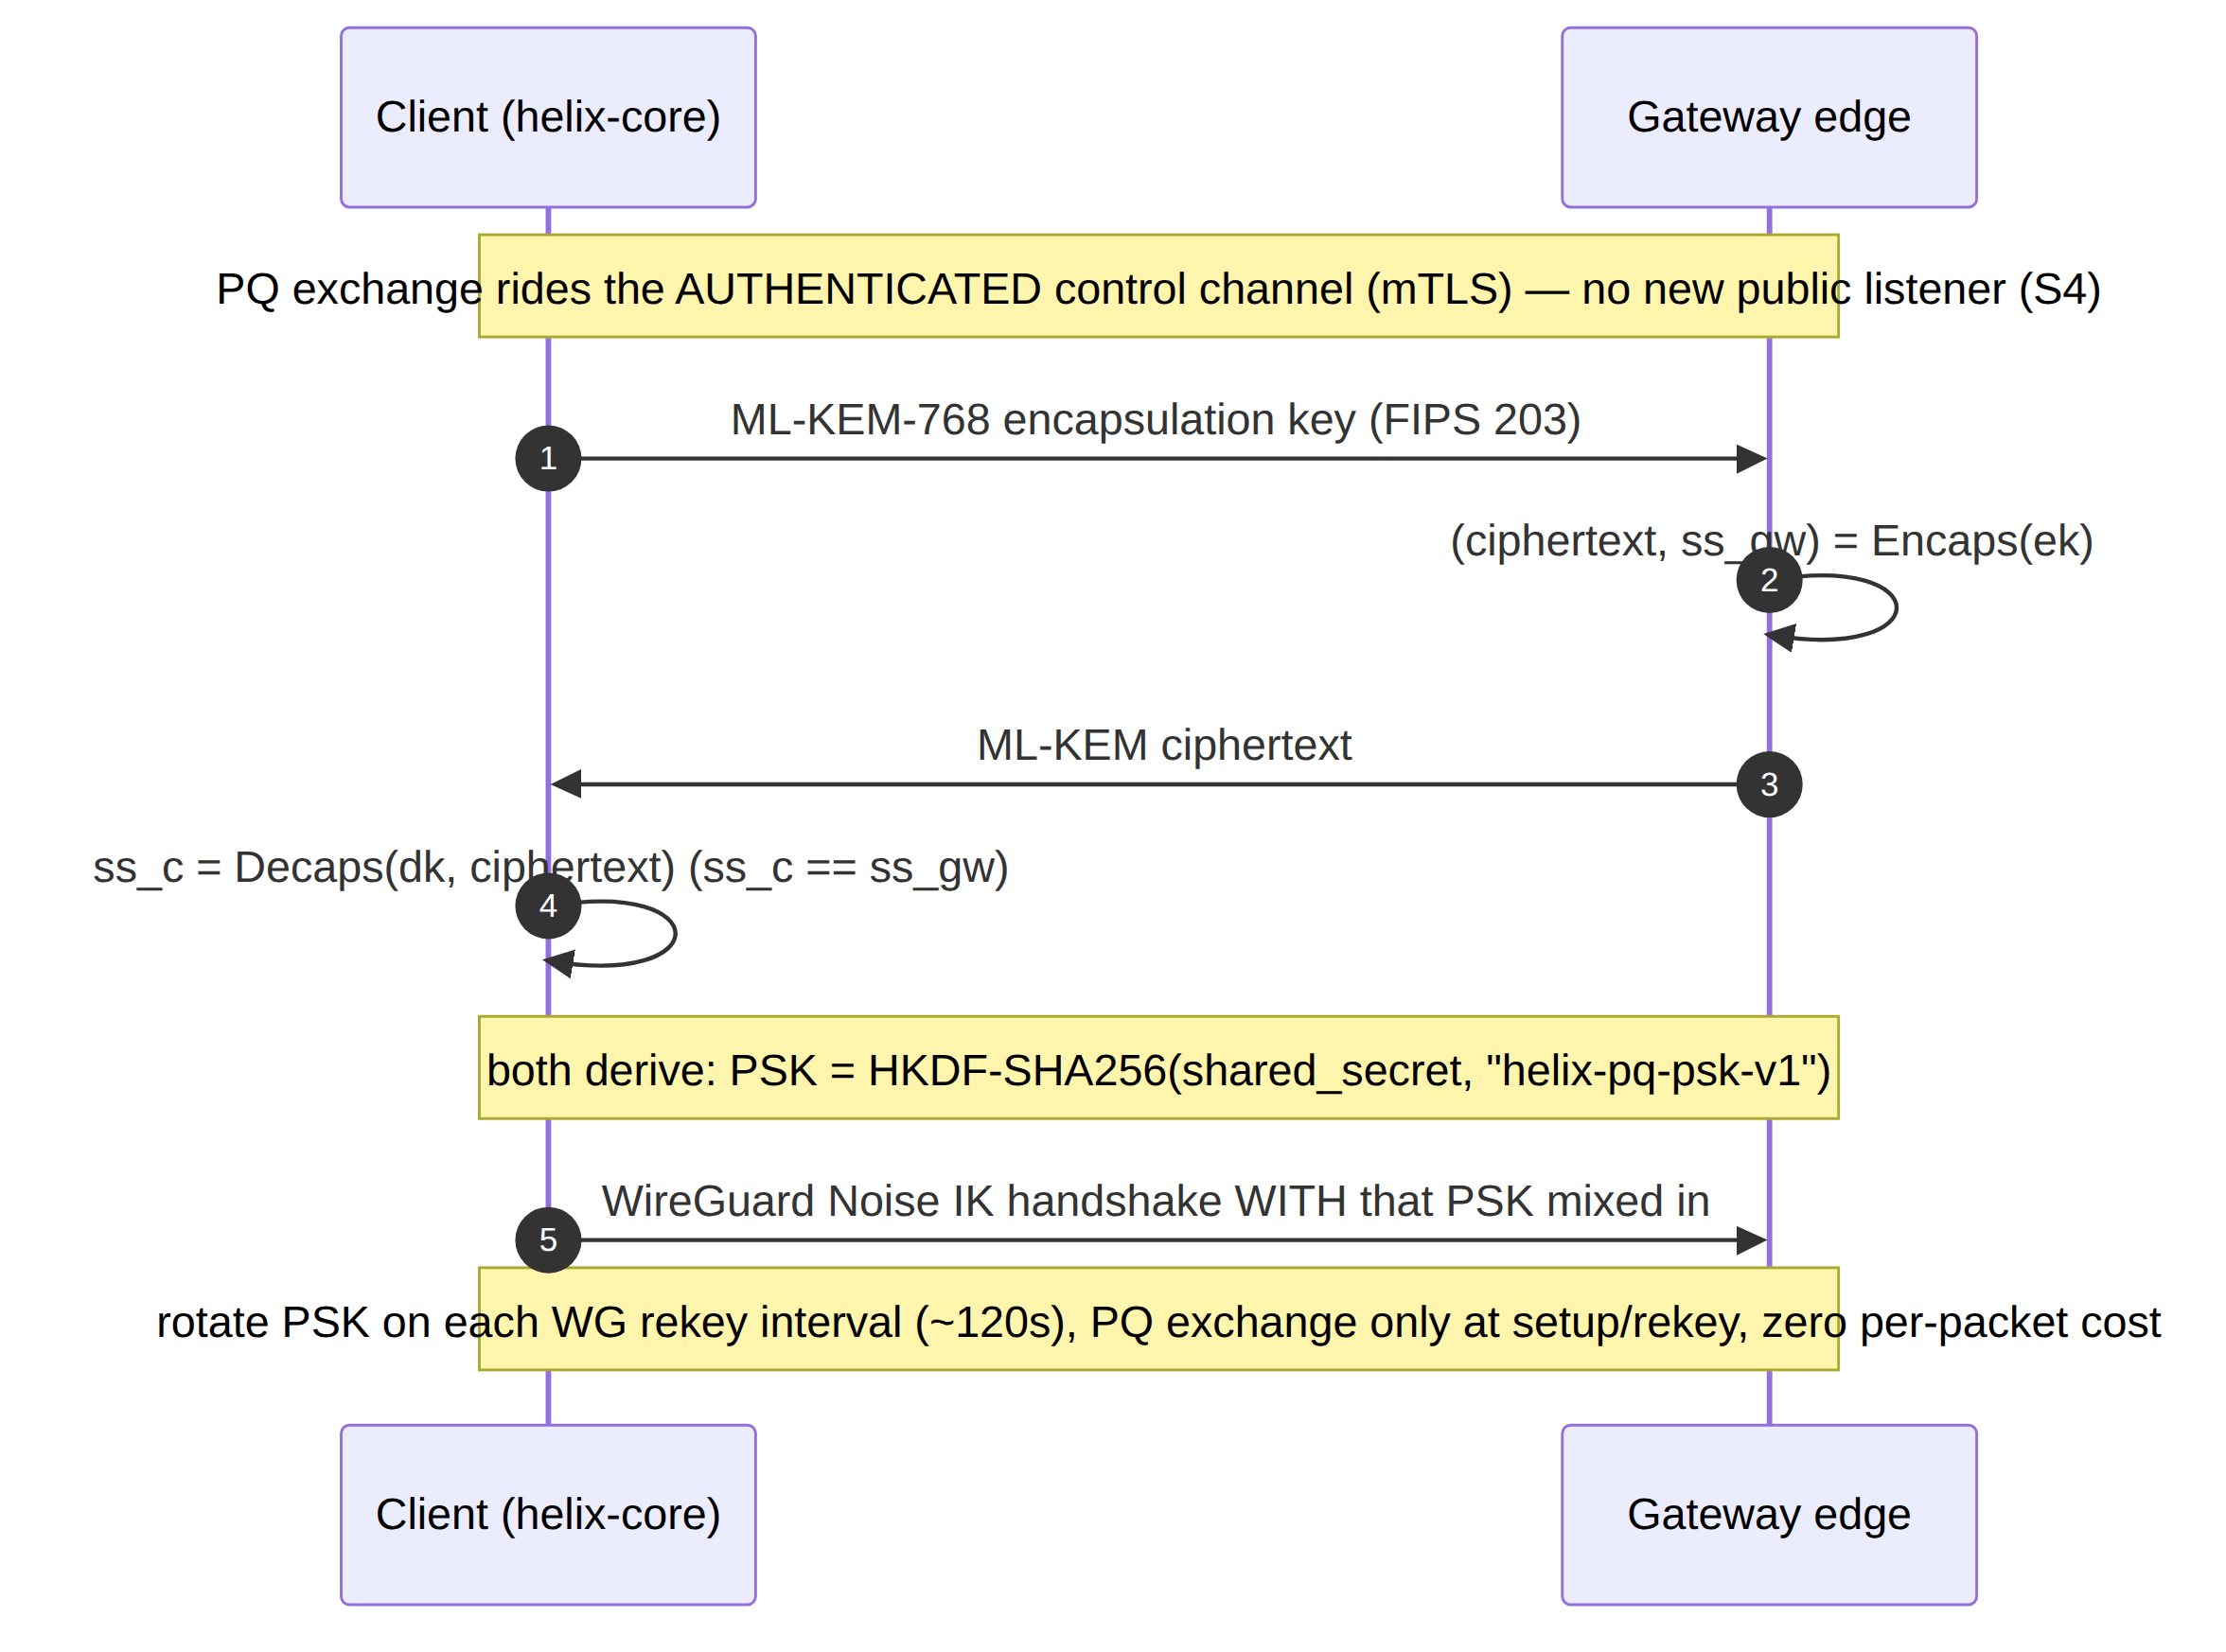 Client (helix-core)
Gateway edge
PQ exchange rides the AUTHENTICATED control channel (mTLS) — no new public listener (S4)
ML-KEM-768 encapsulation key (FIPS 203)
1
(ciphertext, ss_gw) = Encaps(ek)
2
ML-KEM ciphertext
3
ss_c = Decaps(dk, ciphertext) (ss_c == ss_gw)
4
both derive: PSK = HKDF-SHA256(shared_secret, "helix-pq-psk-v1")
WireGuard Noise IK handshake WITH that PSK mixed in
5
rotate PSK on each WG rekey interval (~120s), PQ exchange only at setup/rekey, zero per-packet cost
Client (helix-core)
Gateway edge